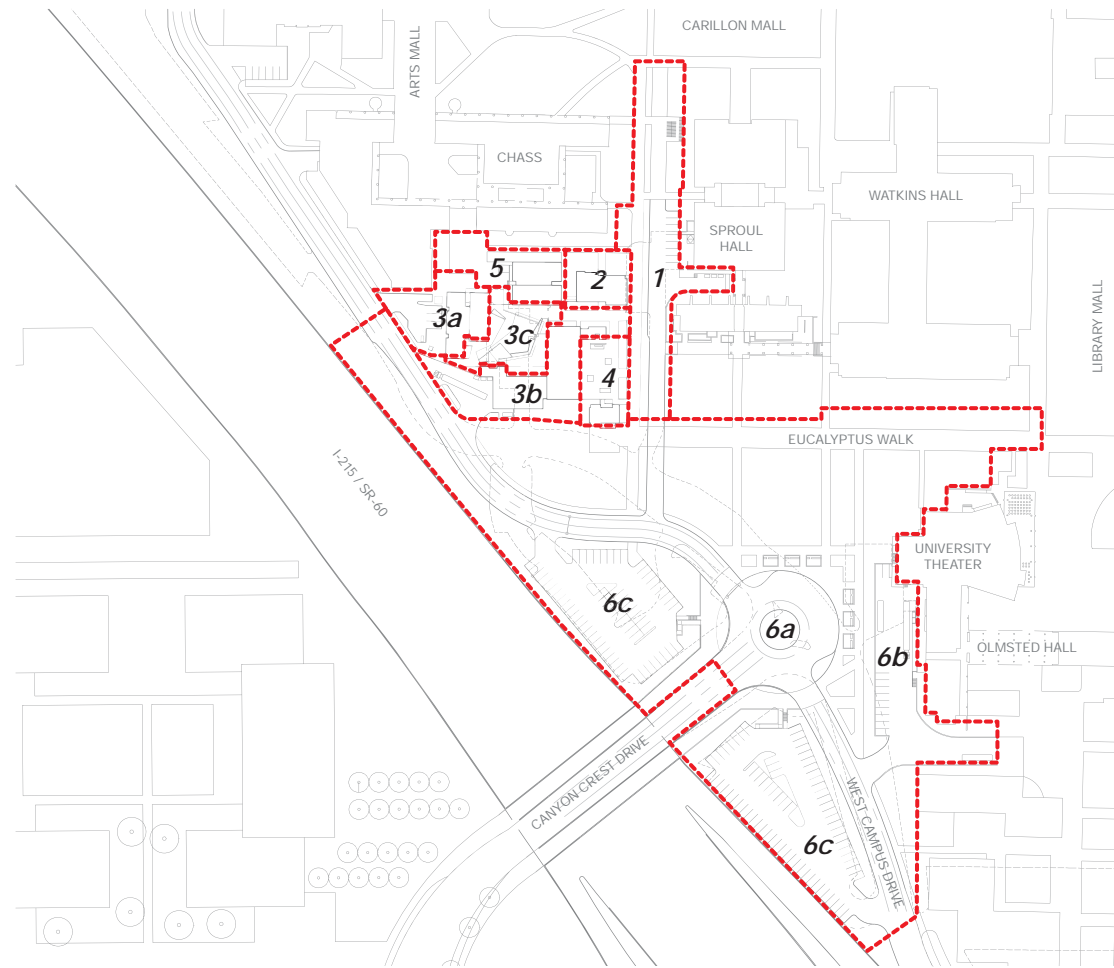 CARILLON MALL
ARTS MALL
CHASS
WATKINS HALL
SPROUL
HALL
5
2
1
3a
3c
LIBRARY MALL
4
3b
EUCALYPTUS WALK
I-215 / SR-60
UNIVERSITY
THEATER
6c
6a
6b
OLMSTED HALL
CANYON CREST DRIVE
WEST CAMPUS DRIVE
6c